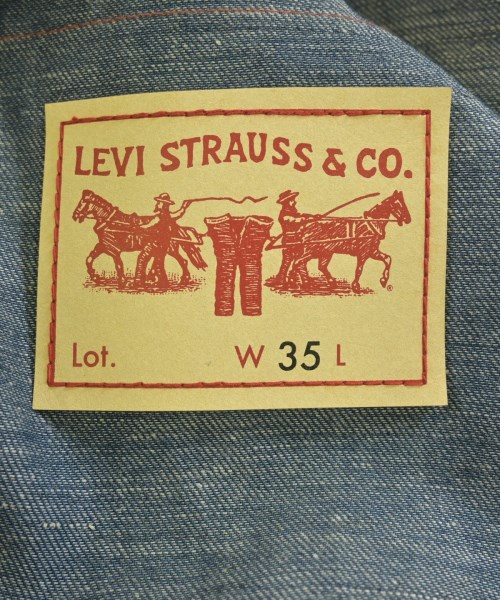 LEVI STRAUSS & CO.
®
Lot. W 35 L